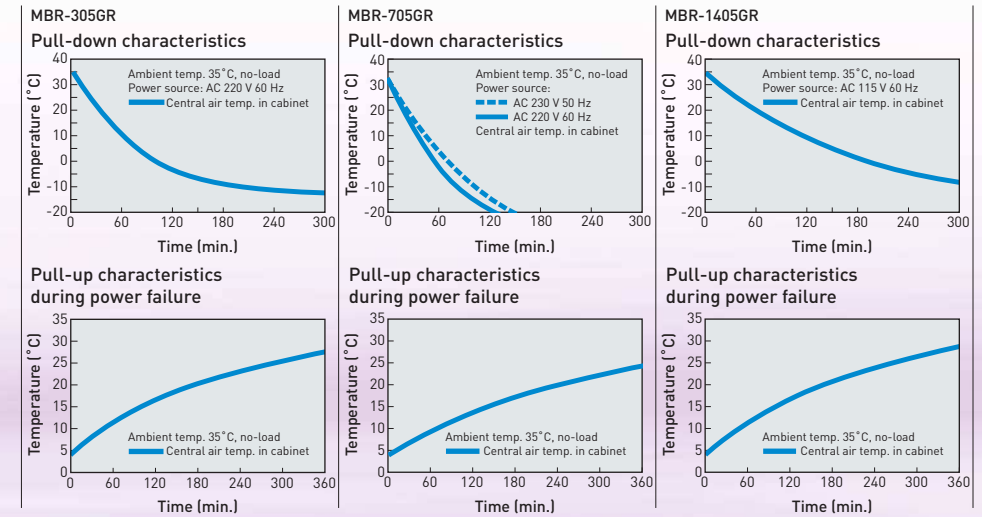 MBR-305GR
Pull-down characteristics
Temperature (˚C)
40
30
20
10
0
-10
-20
Ambient temp. 35˚C, no-load
Power source: AC 220 V 60 Hz
Central air temp. in cabinet
0 60 120 180 240 300
Time (min.)
Pull-up characteristics
during power failure
Temperature (˚C)
35
30
25
20
15
10
5
0
Ambient temp. 35˚C, no-load
Central air temp. in cabinet
0 60 120 180 240 300 360
Time (min.)
MBR-705GR
Pull-down characteristics
Temperature (˚C)
40
30
20
10
0
-10
-20
Ambient temp. 35˚C, no-load
Power source:
AC 230 V 50 Hz
AC 220 V 60 Hz
Central air temp. in cabinet
0 60 120 180 240 300
Time (min.)
Pull-up characteristics
during power failure
Temperature (˚C)
35
30
25
20
15
10
5
0
Ambient temp. 35˚C, no-load
Central air temp. in cabinet
0 60 120 180 240 300 360
Time (min.)
MBR-1405GR
Pull-down characteristics
Temperature (˚C)
40
30
20
10
0
-10
-20
Ambient temp. 35˚C, no-load
Power source: AC 115 V 60 Hz
Central air temp. in cabinet
0 60 120 180 240 300
Time (min.)
Pull-up characteristics
during power failure
Temperature (˚C)
35
30
25
20
15
10
5
0
Ambient temp. 35˚C, no-load
Central air temp. in cabinet
0 60 120 180 240 300 360
Time (min.)